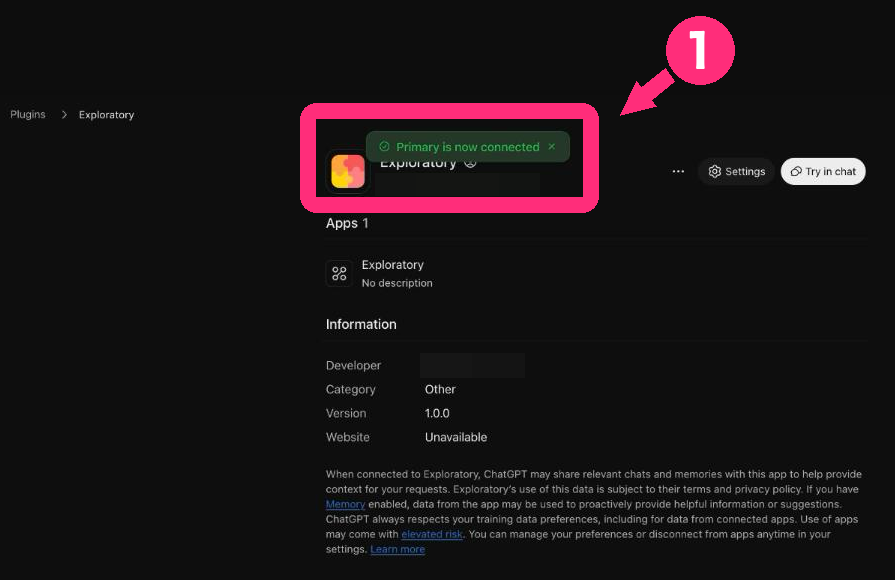 1
Plugins > Exploratory
Primary is now connected ×
Exploratory
... Settings Try in chat
Apps 1
Exploratory
No description
Information
Developer
Category Other
Version 1.0.0
Website Unavailable
When connected to Exploratory, ChatGPT may share relevant chats and memories with this app to help provide
context for your requests. Exploratory's use of this data is subject to their terms and privacy policy. If you have
Memory enabled, data from the app may be used to proactively provide helpful information or suggestions.
ChatGPT always respects your training data preferences, including for data from connected apps. Use of apps
may come with elevated risk. You can manage your preferences or disconnect from apps anytime in your
settings. Learn more